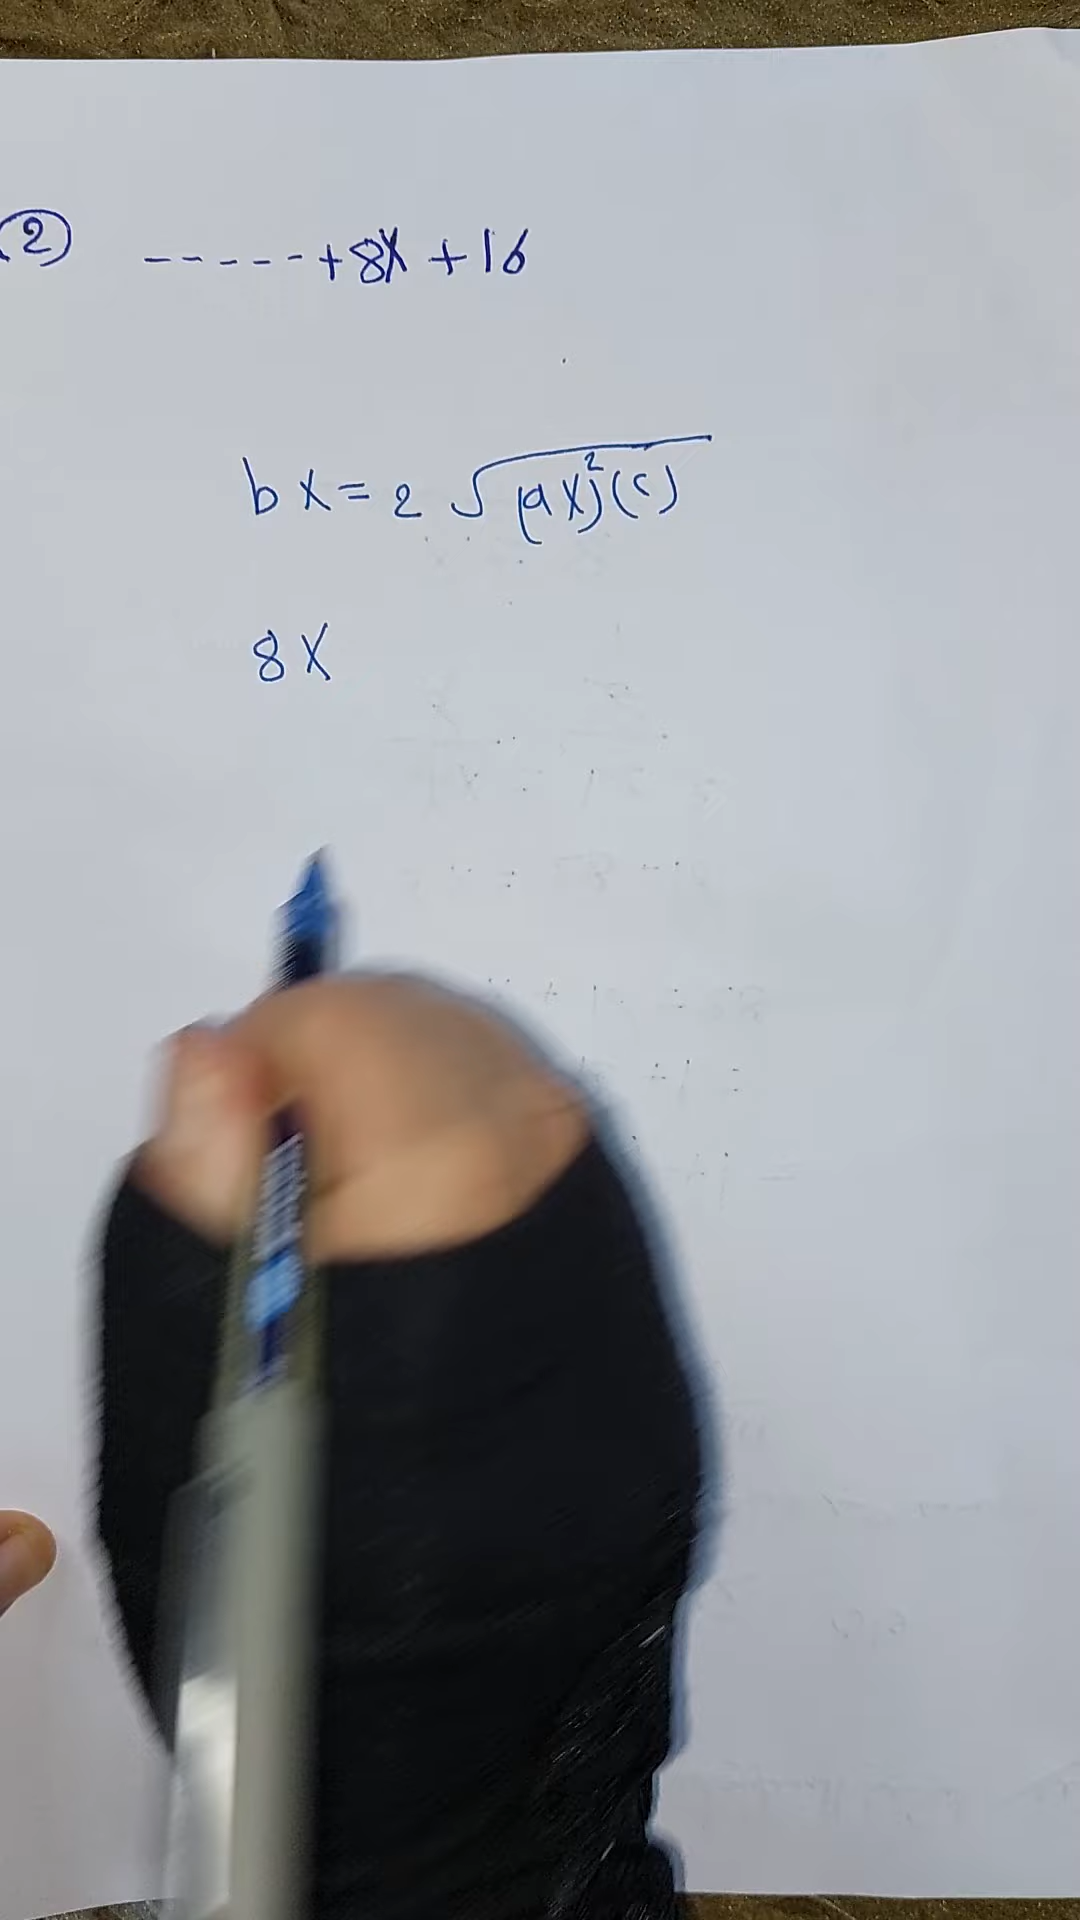 (2) ------+8X+16
bx=2√(ax)²(c)
8X